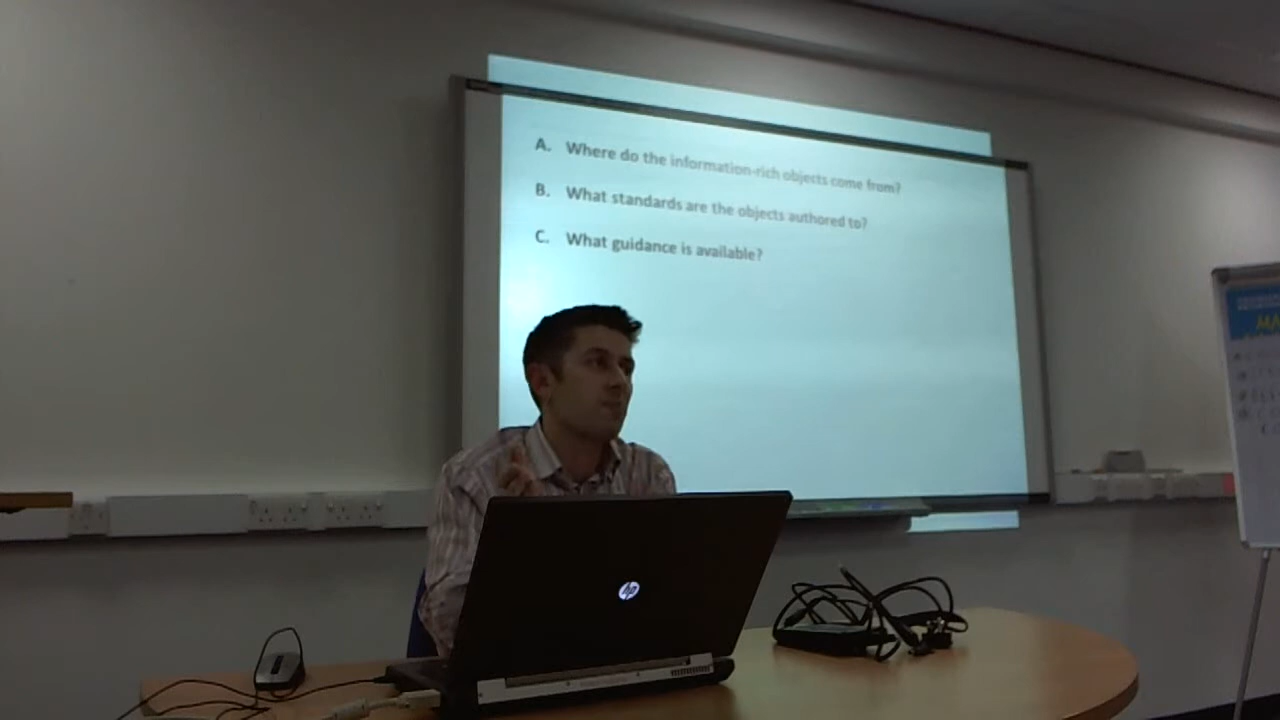 A. Where do the information-rich objects come from?
B. What standards are the objects authored to?
C. What guidance is available?
hp